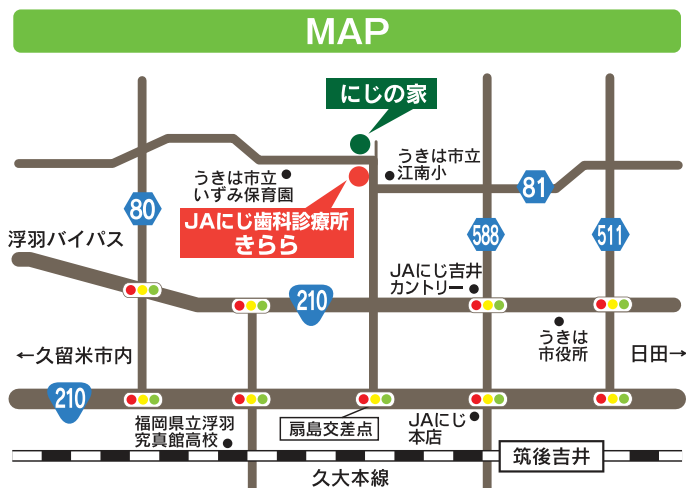 MAP
にじの家
うきは市立
江南小
うきは市立
いずみ保育園
81
80
JAにじ歯科診療所
きらら
浮羽バイパス
588
511
JAにじ吉井
カントリー
210
うきは
市役所
←久留米市内
日田→
210
福岡県立浮羽
究真館高校
扇島交差点
JAにじ
本店
筑後吉井
久大本線